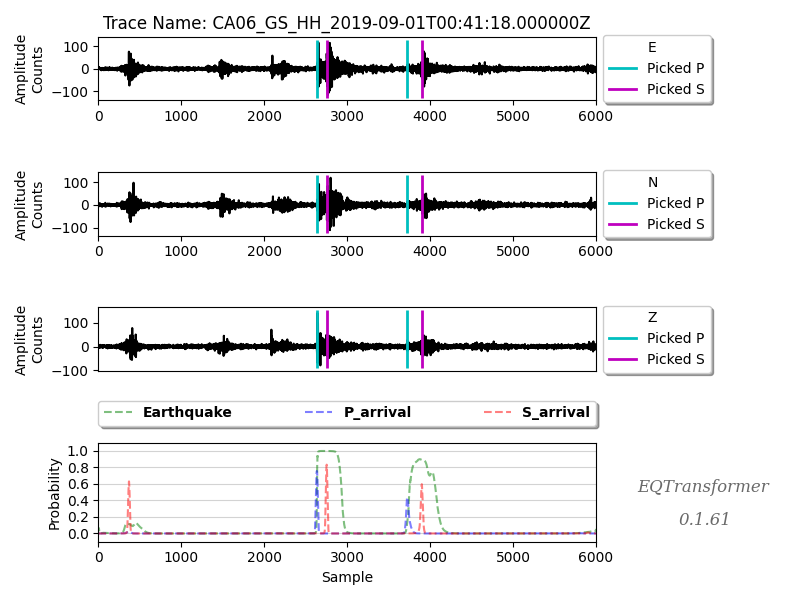 Trace Name: CA06_GS_HH_2019-09-01T00:41:18.000000Z
Amplitude
Counts
100
0
−100
0 1000 2000 3000 4000 5000 6000
E
Picked P
Picked S
Amplitude
Counts
100
0
−100
0 1000 2000 3000 4000 5000 6000
N
Picked P
Picked S
Amplitude
Counts
100
0
−100
0 1000 2000 3000 4000 5000 6000
Z
Picked P
Picked S
Earthquake P_arrival S_arrival
Probability
1.0
0.8
0.6
0.4
0.2
0.0
0 1000 2000 3000 4000 5000 6000
Sample
EQTransformer
0.1.61